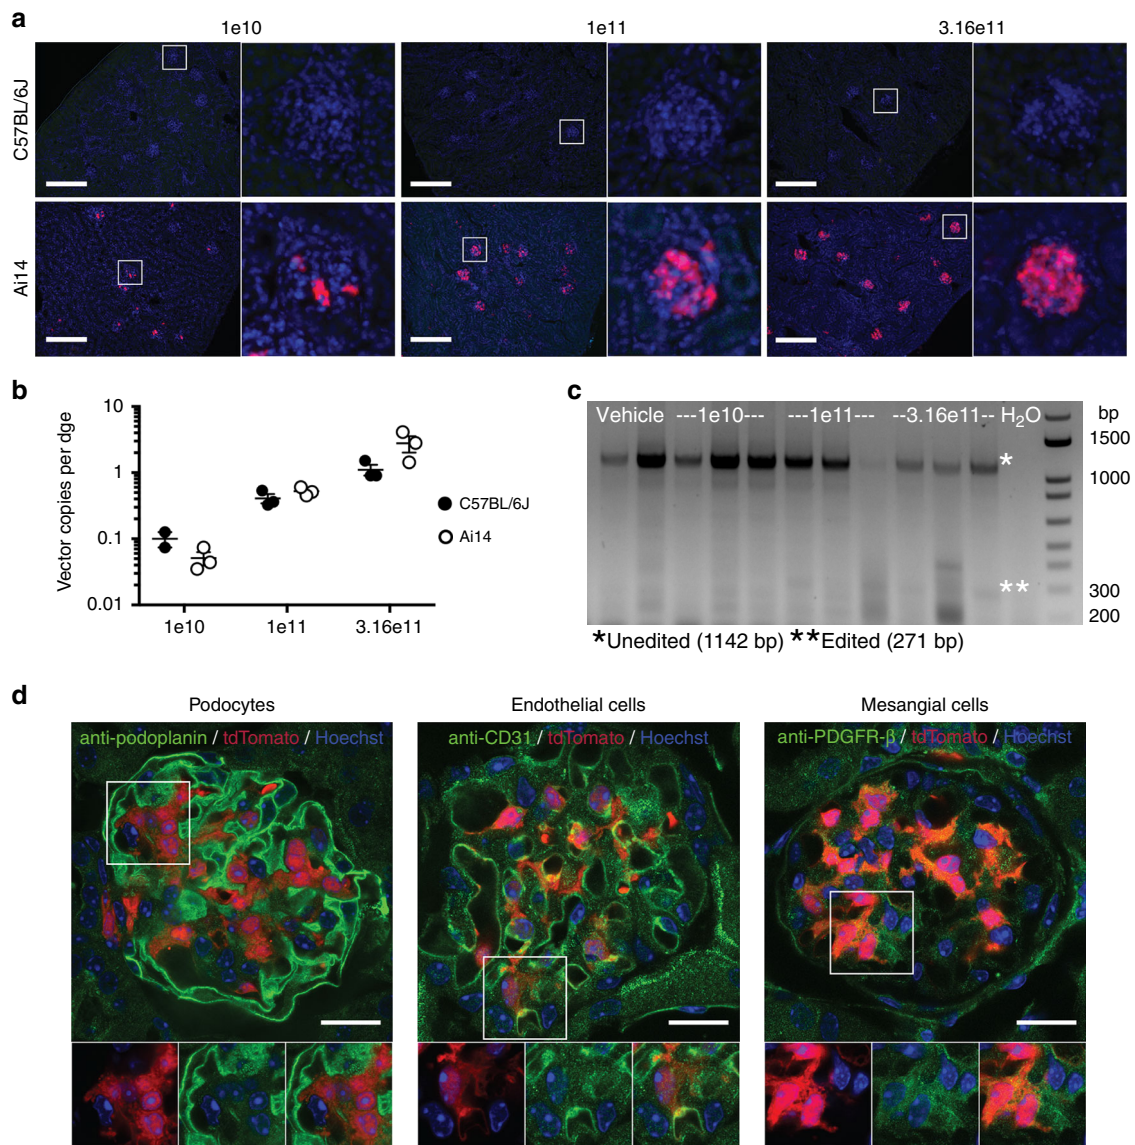 a
1e10 1e11 3.16e11
C57BL/6J
Ai14
b
Vector copies per dge
10
1
0.1
0.01
1e10 1e11 3.16e11
C57BL/6J
Ai14
c
Vehicle ---1e10--- ---1e11--- --3.16e11-- H2O
bp
1500
1000
300
200
*
**
*Unedited (1142 bp) **Edited (271 bp)
d
Podocytes Endothelial cells Mesangial cells
anti-podoplanin / tdTomato / Hoechst
anti-CD31 / tdTomato / Hoechst
anti-PDGFR-β / tdTomato / Hoechst